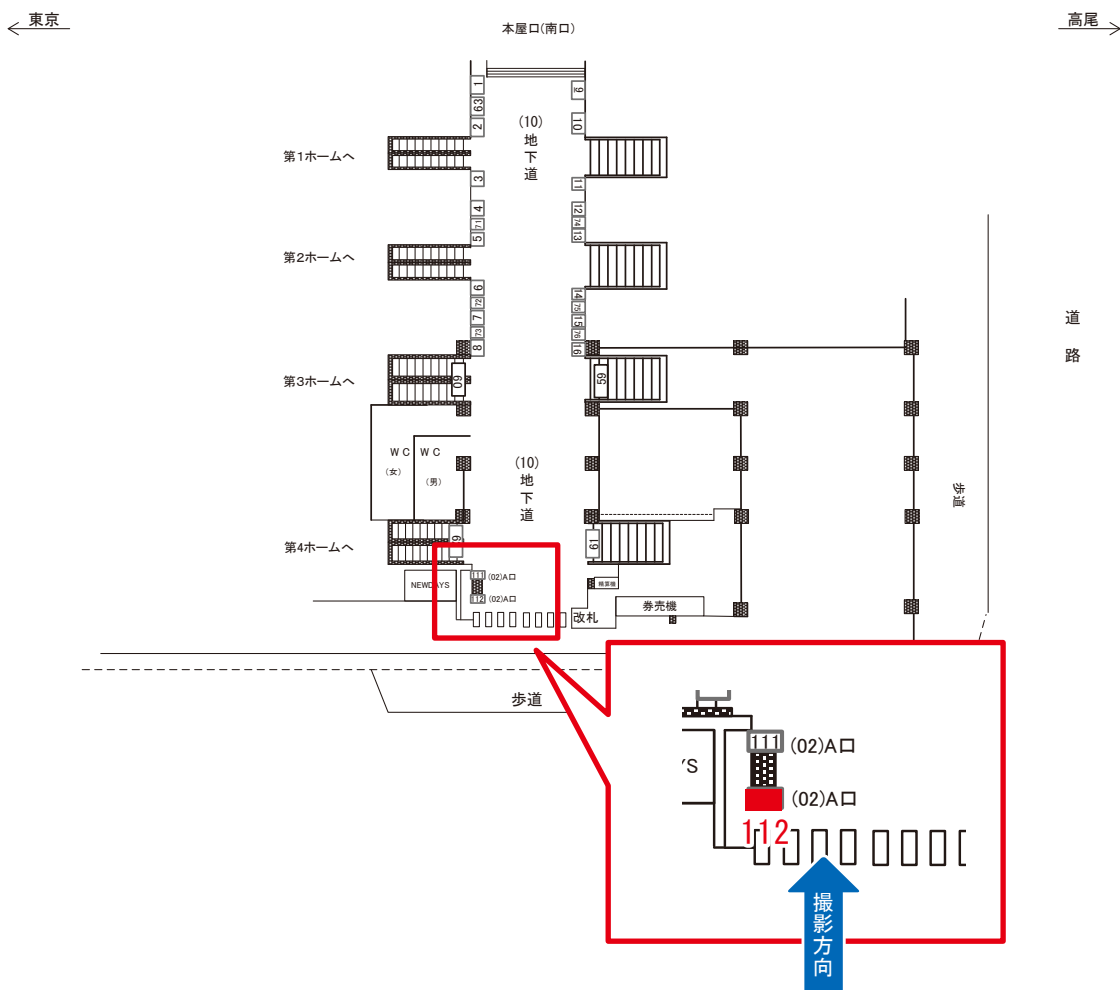 東京
本屋口(南口)
高尾
1
63
2
9
10
(10)
地下道
第1ホームへ
3
4
71
5
11
12
74
13
第2ホームへ
6
72
7
73
8
14
75
15
76
16
道路
第3ホームへ
60
59
WC
(女)
WC
(男)
(10)
地下道
歩道
第4ホームへ
61
NEWDAYS
111
(02)A口
112
(02)A口
精算機
改札
券売機
歩道
YS
111
(02)A口
(02)A口
112
撮影方向